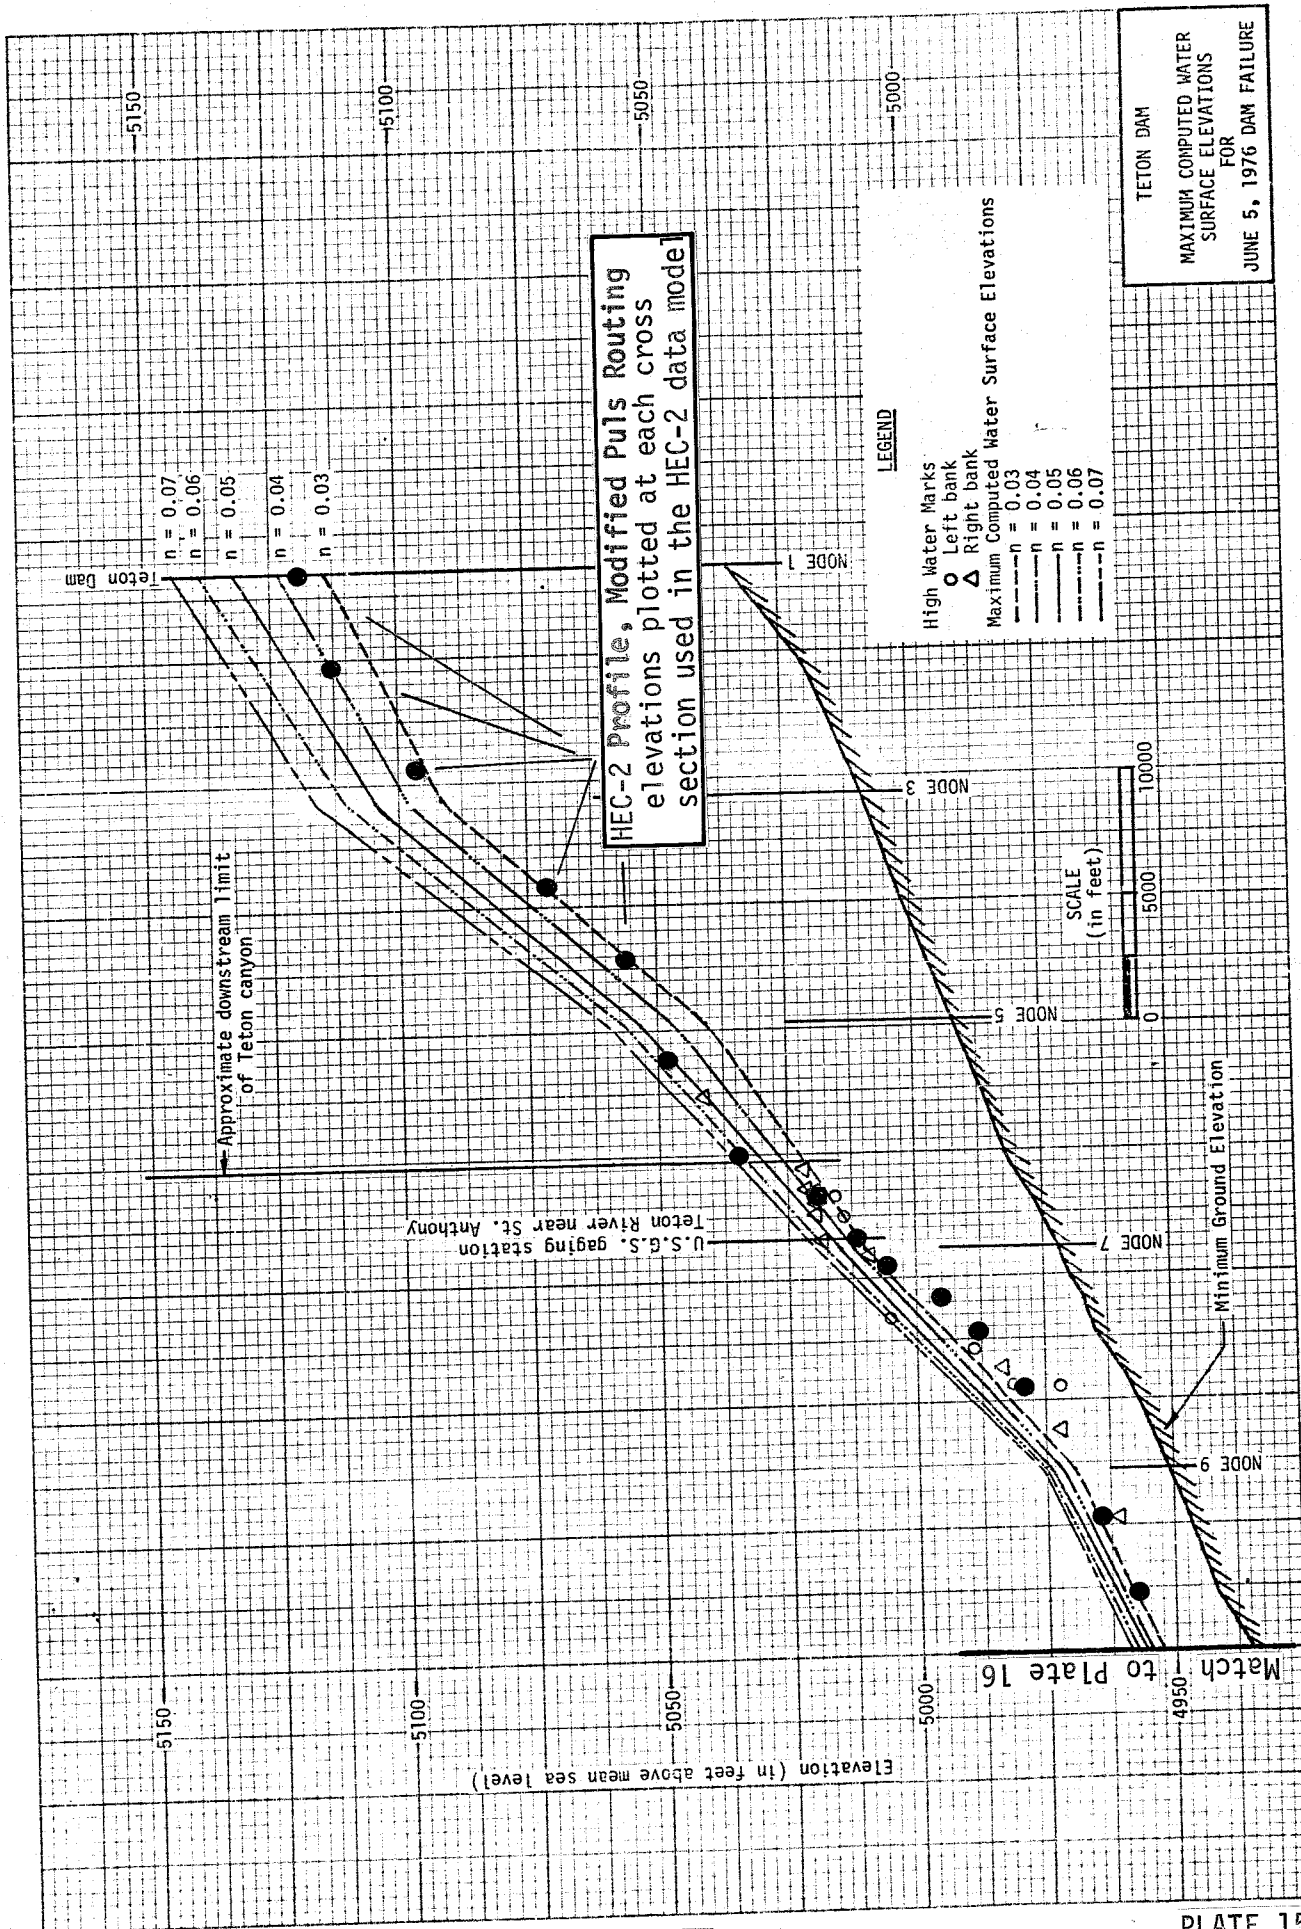 5150
5100
5050
5000
Teton Dam
n = 0.07
n = 0.06
n = 0.05
n = 0.04
n = 0.03
HEC-2 Profile, Modified Puls Routing
elevations plotted at each cross
section used in the HEC-2 data model
Approximate downstream limit
of Teton canyon
U.S.G.S. gaging station
Teton River near St. Anthony
NODE 1
NODE 3
NODE 5
NODE 7
NODE 9
LEGEND
High Water Marks
Left bank
Right bank
Maximum Computed Water Surface Elevations
n = 0.03
n = 0.04
n = 0.05
n = 0.06
n = 0.07
SCALE
(in feet)
0
5000
10000
Minimum Ground Elevation
Match to Plate 16
5150
5100
5050
5000
4950
Elevation (in feet above mean sea level)
TETON DAM
MAXIMUM COMPUTED WATER
SURFACE ELEVATIONS
FOR
JUNE 5, 1976 DAM FAILURE
PLATE 15